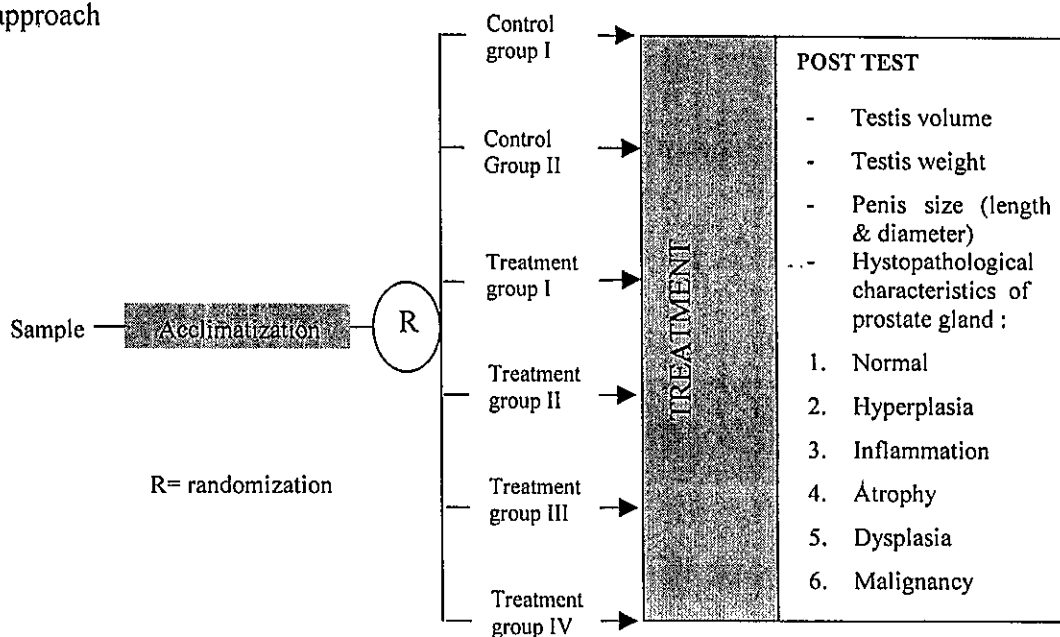 approach
Control
group I
Control
Group II
Treatment
group I
Sample
Acclimatization
R
Treatment
group II
R= randomization
Treatment
group III
Treatment
group IV
TREATMENT
POST TEST
- Testis volume
- Testis weight
- Penis size (length
& diameter)
- Hystopathological
characteristics of
prostate gland :
1. Normal
2. Hyperplasia
3. Inflammation
4. Atrophy
5. Dysplasia
6. Malignancy